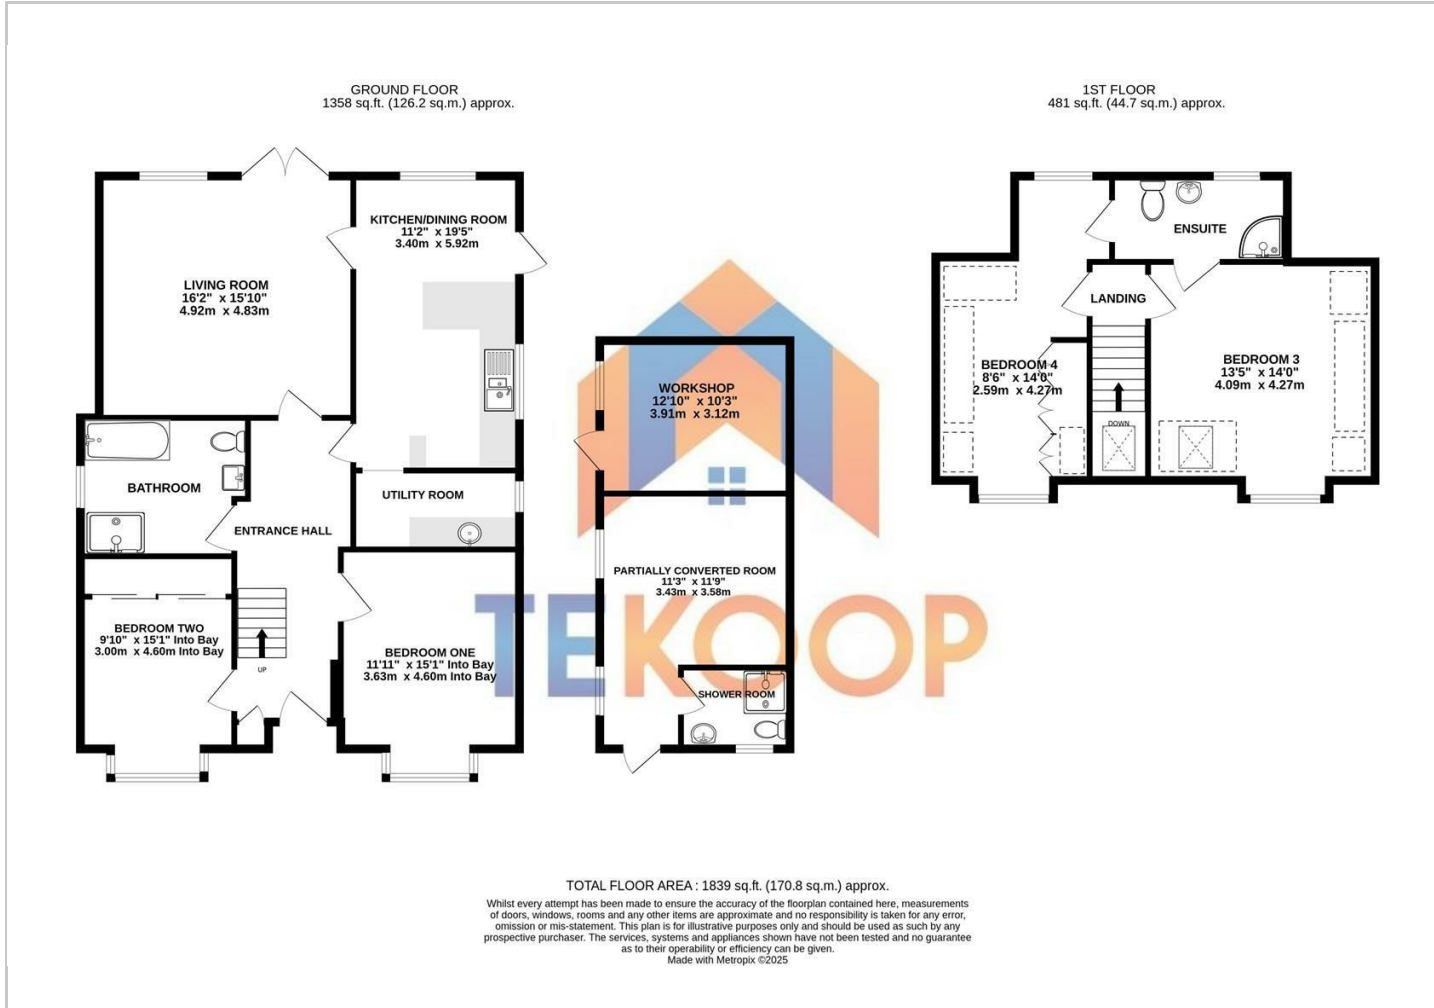 GROUND FLOOR
1358 sq.ft. (126.2 sq.m.) approx.
1ST FLOOR
481 sq.ft. (44.7 sq.m.) approx.
KITCHEN/DINING ROOM
11'2" x 19'5"
3.40m x 5.92m
LIVING ROOM
16'2" x 15'10"
4.92m x 4.83m
BATHROOM
UTILITY ROOM
ENTRANCE HALL
BEDROOM TWO
9'10" x 15'1" Into Bay
3.00m x 4.60m Into Bay
UP
BEDROOM ONE
11'11" x 15'1" Into Bay
3.63m x 4.60m Into Bay
WORKSHOP
12'10" x 10'3"
3.91m x 3.12m
PARTIALLY CONVERTED ROOM
11'3" x 11'9"
3.43m x 3.58m
SHOWER ROOM
TEKOOP
ENSUITE
LANDING
BEDROOM 4
8'6" x 14'0"
2.59m x 4.27m
DOWN
BEDROOM 3
13'5" x 14'0"
4.09m x 4.27m
TOTAL FLOOR AREA : 1839 sq.ft. (170.8 sq.m.) approx.
Whilst every attempt has been made to ensure the accuracy of the floorplan contained here, measurements
of doors, windows, rooms and any other items are approximate and no responsibility is taken for any error,
omission or mis-statement. This plan is for illustrative purposes only and should be used as such by any
prospective purchaser. The services, systems and appliances shown have not been tested and no guarantee
as to their operability or efficiency can be given.
Made with Metropix ©2025